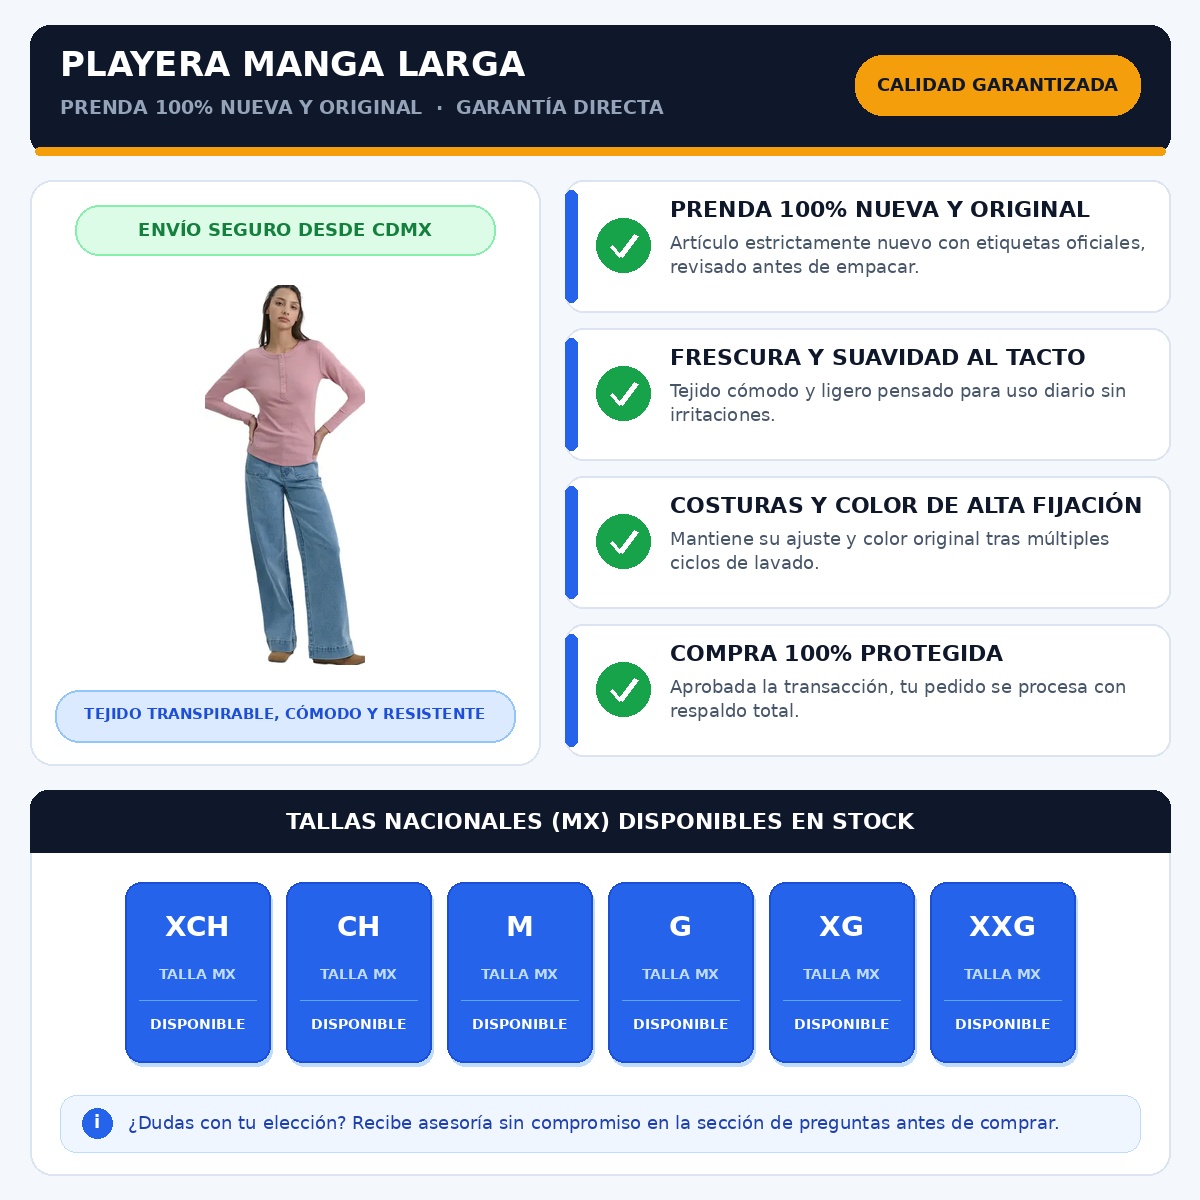 PLAYERA MANGA LARGA
PRENDA 100% NUEVA Y ORIGINAL · GARANTÍA DIRECTA
CALIDAD GARANTIZADA
ENVÍO SEGURO DESDE CDMX
TEJIDO TRANSPIRABLE, CÓMODO Y RESISTENTE
PRENDA 100% NUEVA Y ORIGINAL
Artículo estrictamente nuevo con etiquetas oficiales,
revisado antes de empacar.
FRESCURA Y SUAVIDAD AL TACTO
Tejido cómodo y ligero pensado para uso diario sin
irritaciones.
COSTURAS Y COLOR DE ALTA FIJACIÓN
Mantiene su ajuste y color original tras múltiples
ciclos de lavado.
COMPRA 100% PROTEGIDA
Aprobada la transacción, tu pedido se procesa con
respaldo total.
TALLAS NACIONALES (MX) DISPONIBLES EN STOCK
XCH
TALLA MX
DISPONIBLE
CH
TALLA MX
DISPONIBLE
M
TALLA MX
DISPONIBLE
G
TALLA MX
DISPONIBLE
XG
TALLA MX
DISPONIBLE
XXG
TALLA MX
DISPONIBLE
i ¿Dudas con tu elección? Recibe asesoría sin compromiso en la sección de preguntas antes de comprar.